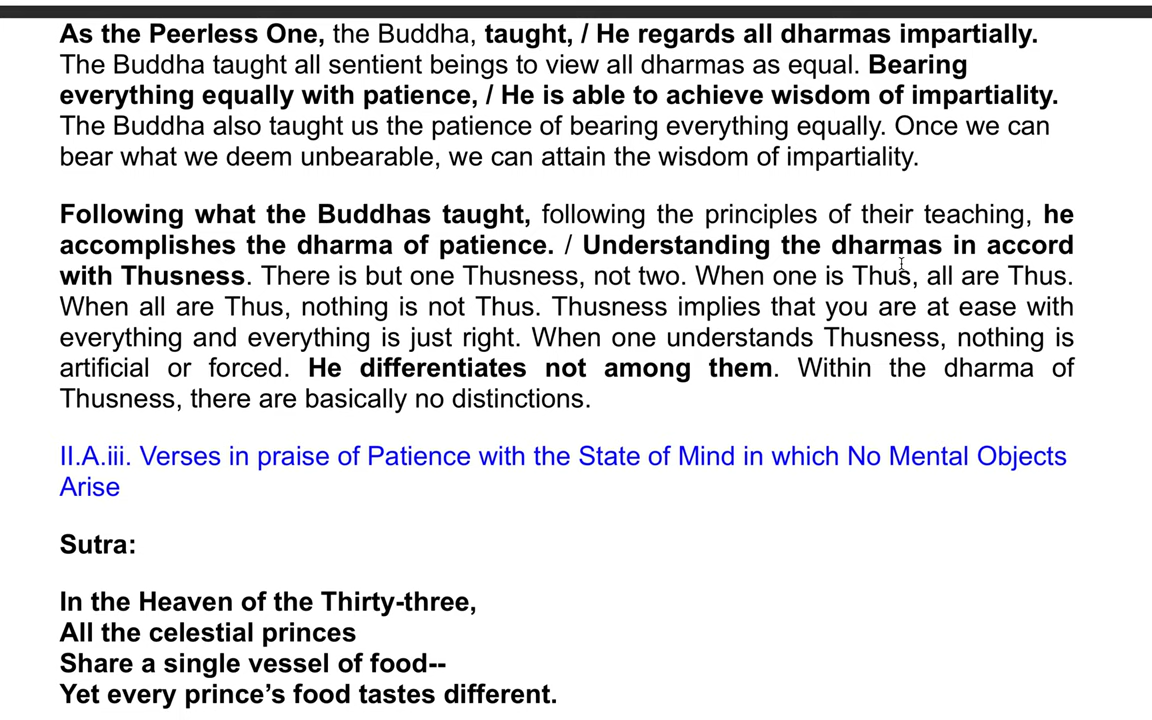 As the Peerless One, the Buddha, taught, / He regards all dharmas impartially.
The Buddha taught all sentient beings to view all dharmas as equal. Bearing
everything equally with patience, / He is able to achieve wisdom of impartiality.
The Buddha also taught us the patience of bearing everything equally. Once we can
bear what we deem unbearable, we can attain the wisdom of impartiality.
Following what the Buddhas taught, following the principles of their teaching, he
accomplishes the dharma of patience. / Understanding the dharmas in accord
with Thusness. There is but one Thusness, not two. When one is Thus, all are Thus.
When all are Thus, nothing is not Thus. Thusness implies that you are at ease with
everything and everything is just right. When one understands Thusness, nothing is
artificial or forced. He differentiates not among them. Within the dharma of
Thusness, there are basically no distinctions.
II.A.iii. Verses in praise of Patience with the State of Mind in which No Mental Objects
Arise
Sutra:
In the Heaven of the Thirty-three,
All the celestial princes
Share a single vessel of food--
Yet every prince’s food tastes different.